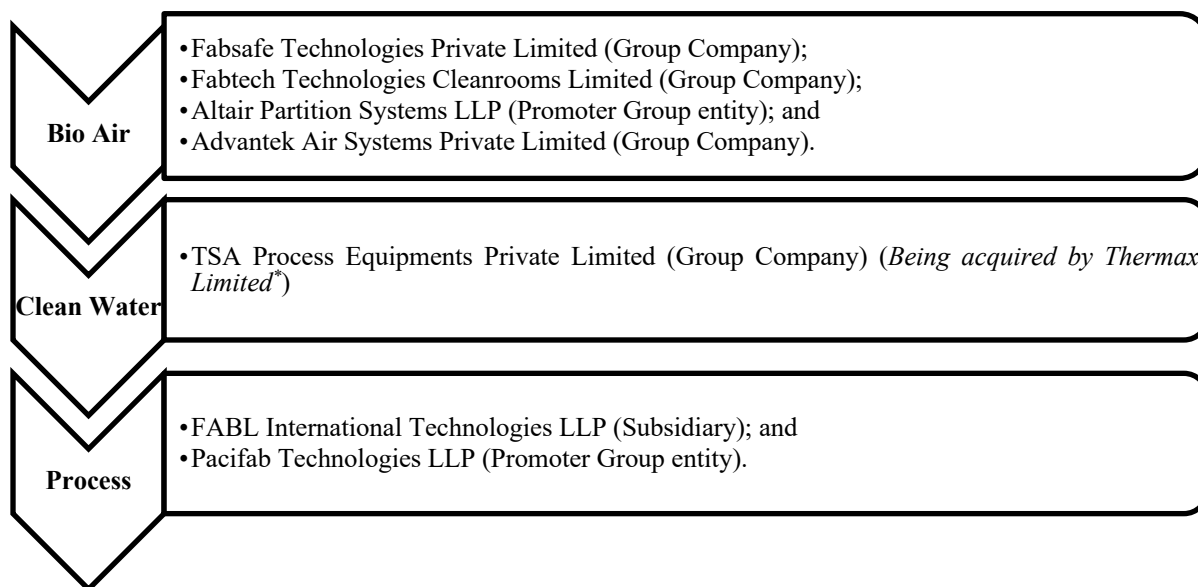 Bio Air
•Fabsafe Technologies Private Limited (Group Company);
•Fabtech Technologies Cleanrooms Limited (Group Company);
•Altair Partition Systems LLP (Promoter Group entity); and
•Advantek Air Systems Private Limited (Group Company).
Clean Water
•TSA Process Equipments Private Limited (Group Company) (Being acquired by Thermax
Limited*)
Process
•FABL International Technologies LLP (Subsidiary); and
•Pacifab Technologies LLP (Promoter Group entity).